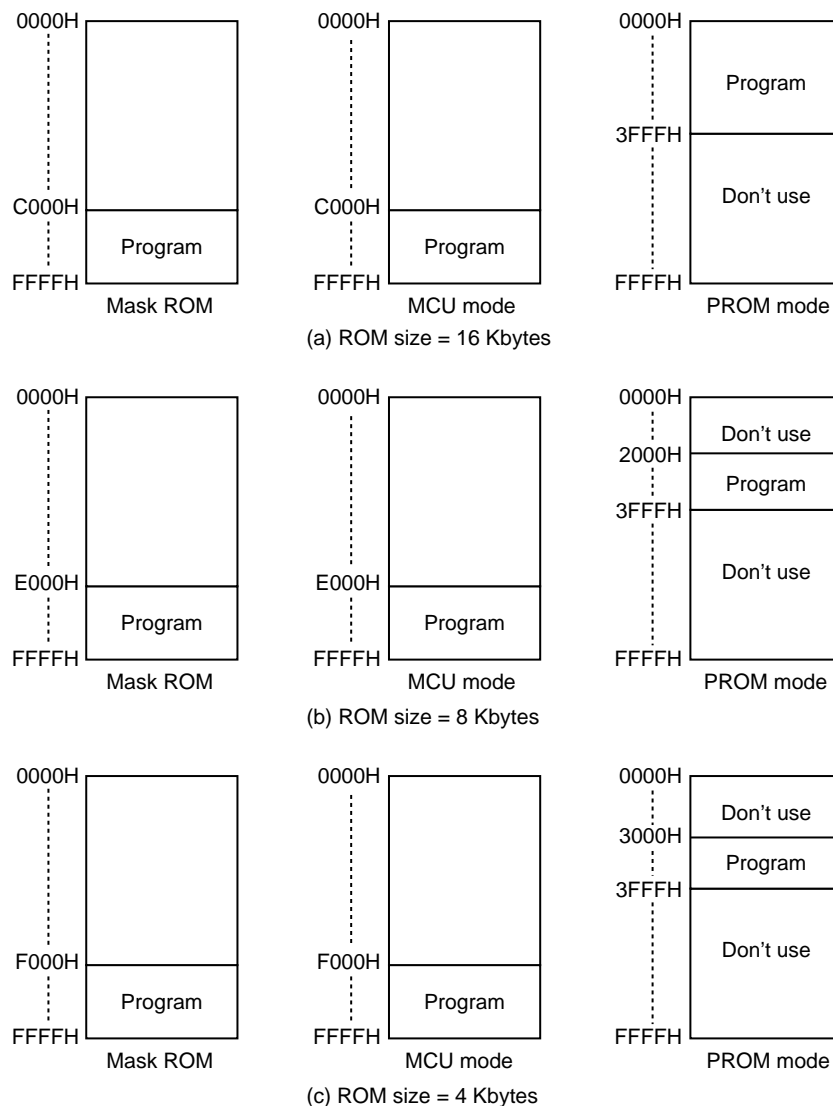 0000H 0000H 0000H
Program
3FFFH
Don't use
C000H C000H
Program Program
FFFFH FFFFH FFFFH
Mask ROM MCU mode PROM mode
(a) ROM size = 16 Kbytes
0000H 0000H 0000H
Don't use
2000H
Program
3FFFH
Don't use
E000H E000H
Program Program
FFFFH FFFFH FFFFH
Mask ROM MCU mode PROM mode
(b) ROM size = 8 Kbytes
0000H 0000H 0000H
Don't use
3000H
Program
3FFFH
Don't use
F000H F000H
Program Program
FFFFH FFFFH FFFFH
Mask ROM MCU mode PROM mode
(c) ROM size = 4 Kbytes